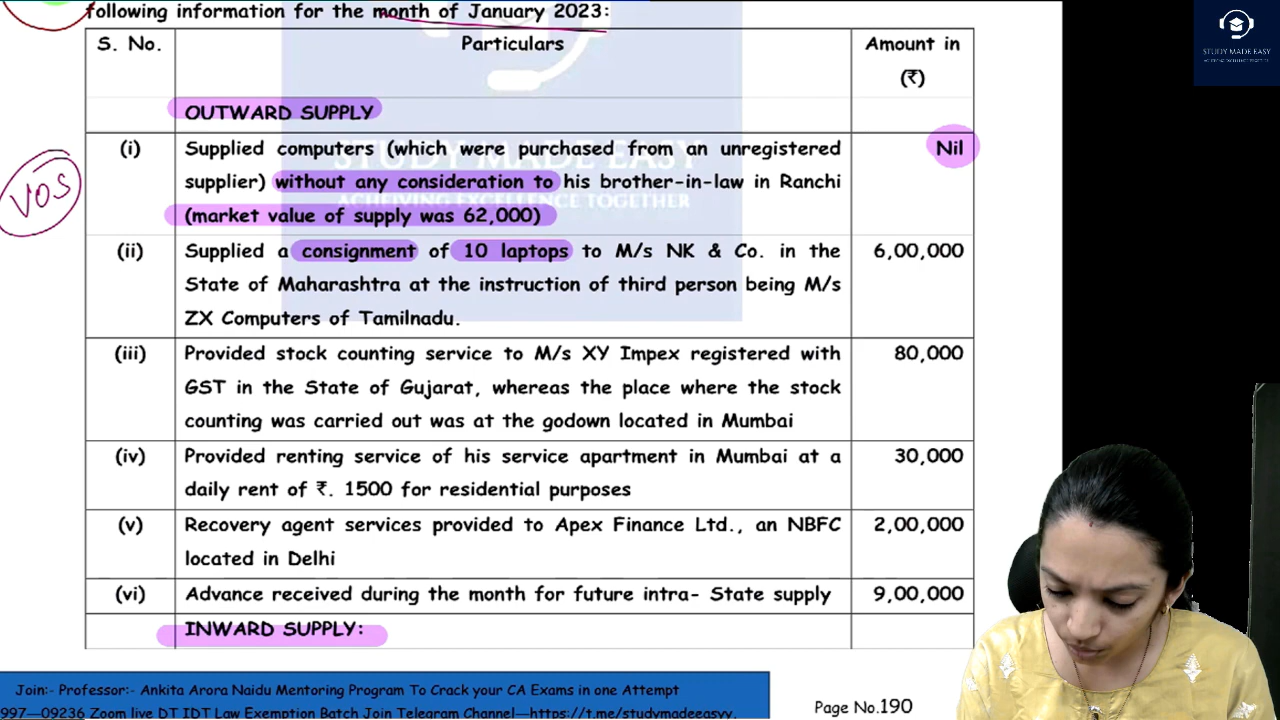 following information for the month of January 2023:
S. No. Particulars Amount in (₹)
OUTWARD SUPPLY
(i) Supplied computers (which were purchased from an unregistered Nil
supplier) without any consideration to his brother-in-law in Ranchi
(market value of supply was 62,000)
VOS
(ii) Supplied a consignment of 10 laptops to M/s NK & Co. in the 6,00,000
State of Maharashtra at the instruction of third person being M/s
ZX Computers of Tamilnadu.
(iii) Provided stock counting service to M/s XY Impex registered with 80,000
GST in the State of Gujarat, whereas the place where the stock
counting was carried out was at the godown located in Mumbai
(iv) Provided renting service of his service apartment in Mumbai at a 30,000
daily rent of ₹. 1500 for residential purposes
(v) Recovery agent services provided to Apex Finance Ltd., an NBFC 2,00,000
located in Delhi
(vi) Advance received during the month for future intra- State supply 9,00,000
INWARD SUPPLY:
STUDY MADE EASY
ACHEIVING EXCELLENCE TOGETHER
STUDY MADE EASY
Join:- Professor:- Ankita Arora Naidu Mentoring Program To Crack your CA Exams in one Attempt
997—09236 Zoom live DT IDT Law Exemption Batch Join Telegram Channel—https://t.me/studymadeeasyy.
Page No.190